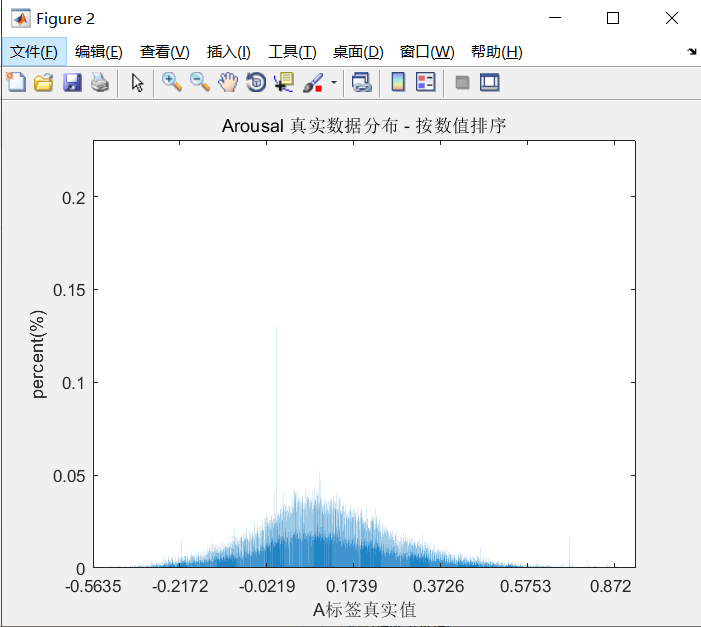 Figure 2
文件(F) 编辑(E) 查看(V) 插入(I) 工具(T) 桌面(D) 窗口(W) 帮助(H)
Arousal 真实数据分布 - 按数值排序
0.2
0.15
0.1
0.05
0
percent(%)
-0.5635 -0.2172 -0.0219 0.1739 0.3726 0.5753 0.872
A标签真实值